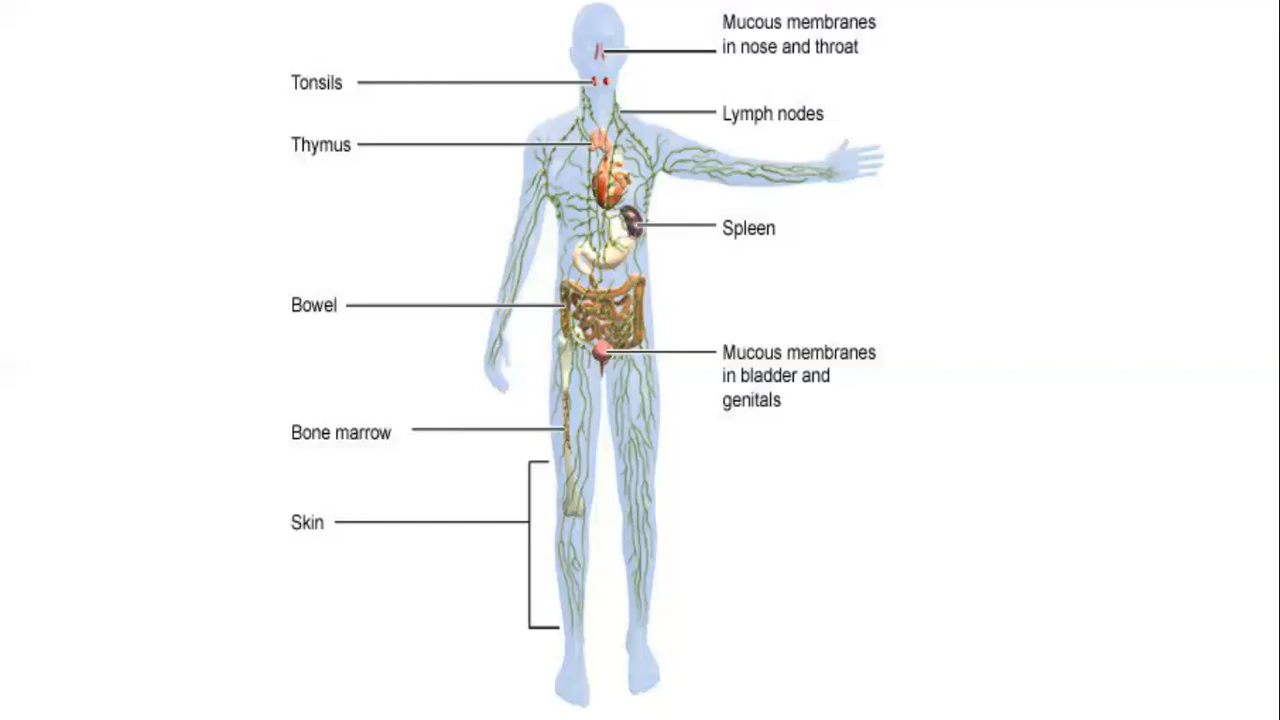 Mucous membranes
in nose and throat
Tonsils
Lymph nodes
Thymus
Spleen
Bowel
Mucous membranes
in bladder and
genitals
Bone marrow
Skin